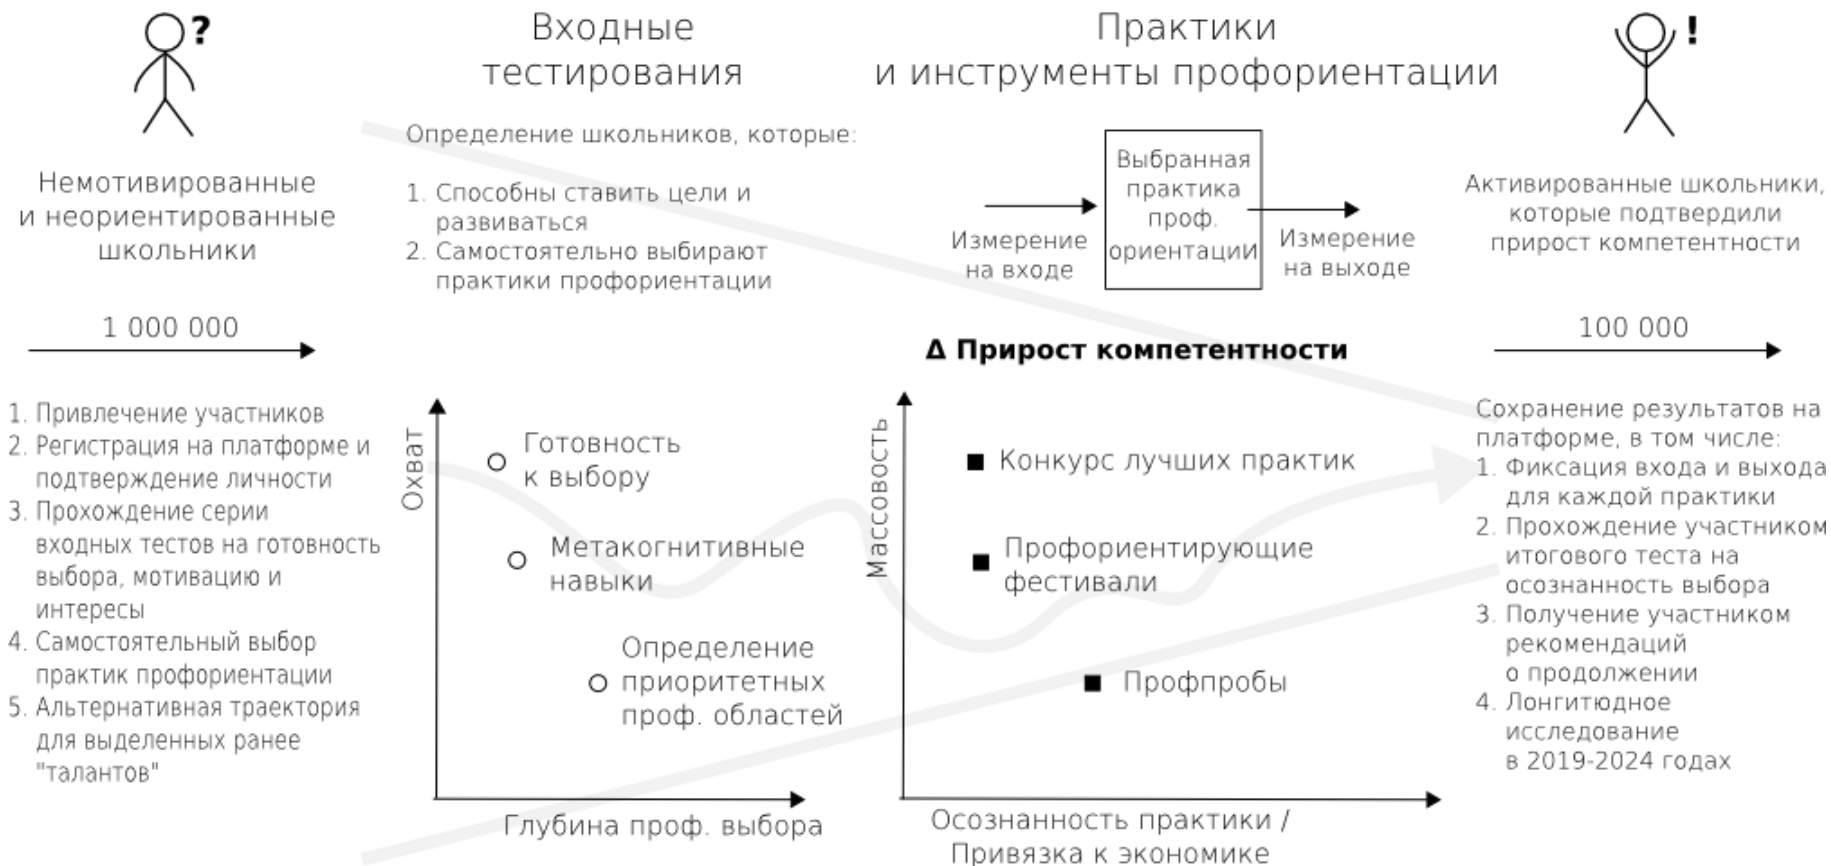 ?
Немотивированные
и неориентированные
школьники
1 000 000
1. Привлечение участников
2. Регистрация на платформе и
подтверждение личности
3. Прохождение серии
входных тестов на готовность
выбора, мотивацию и
интересы
4. Самостоятельный выбор
практик профориентации
5. Альтернативная траектория
для выделенных ранее
"талантов"
Входные
тестирования
Определение школьников, которые:
1. Способны ставить цели и
развиваться
2. Самостоятельно выбирают
практики профориентации
Охват
Готовность
к выбору
Метакогнитивные
навыки
Определение
приоритетных
проф. областей
Глубина проф. выбора
Практики
и инструменты профориентации
Измерение
на входе
Выбранная
практика
проф.
ориентации
Измерение
на выходе
Δ Прирост компетентности
Массовость
Конкурс лучших практик
Профориентирующие
фестивали
Профпробы
Осознанность практики /
Привязка к экономике
!
Активированные школьники,
которые подтвердили
прирост компетентности
100 000
Сохранение результатов на
платформе, в том числе:
1. Фиксация входа и выхода
для каждой практики
2. Прохождение участником
итогового теста на
осознанность выбора
3. Получение участником
рекомендаций
о продолжении
4. Лонгитюдное
исследование
в 2019-2024 годах